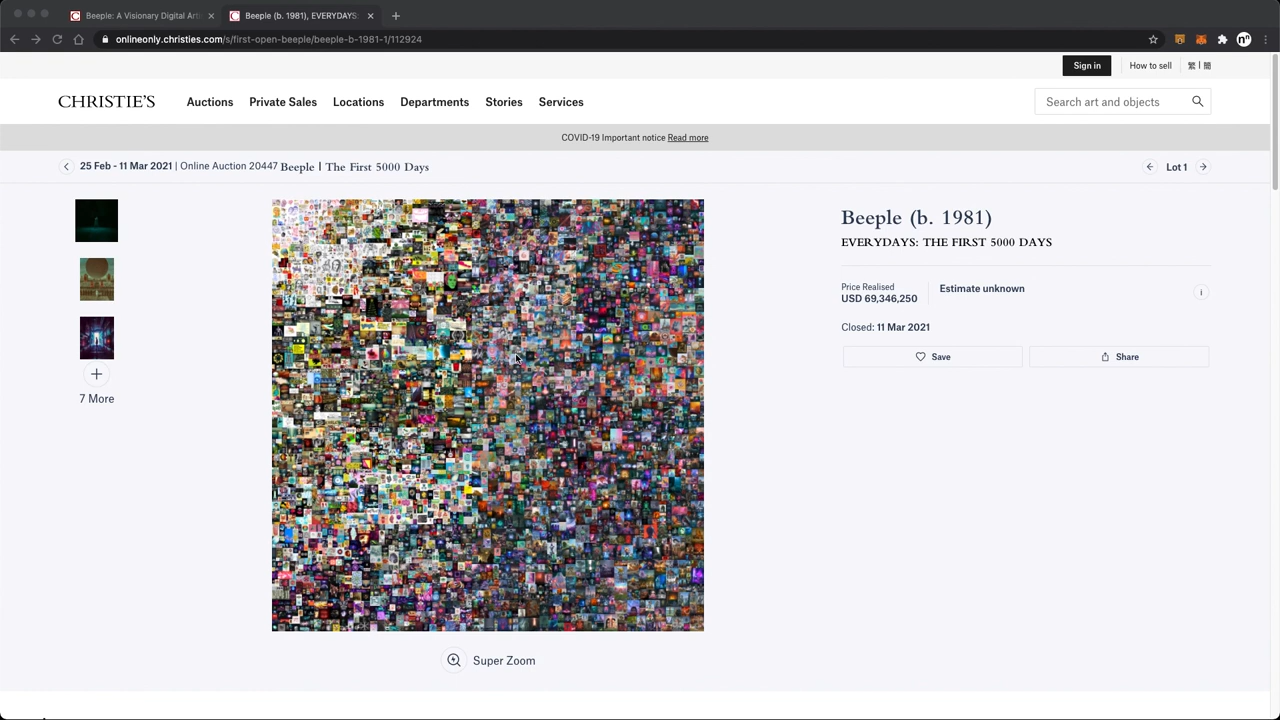 Beeple: A Visionary Digital Arti
Beeple (b. 1981), EVERYDAYS:
onlineonly.christies.com/s/first-open-beeple/beeple-b-1981-1/112924
Sign in
How to sell
繁 | 簡
CHRISTIE'S
Auctions
Private Sales
Locations
Departments
Stories
Services
Search art and objects
COVID-19 Important notice Read more
25 Feb - 11 Mar 2021 | Online Auction 20447 Beeple | The First 5000 Days
Lot 1
Beeple (b. 1981)
EVERYDAYS: THE FIRST 5000 DAYS
Price Realised
USD 69,346,250
Estimate unknown
Closed: 11 Mar 2021
Save
Share
7 More
Super Zoom